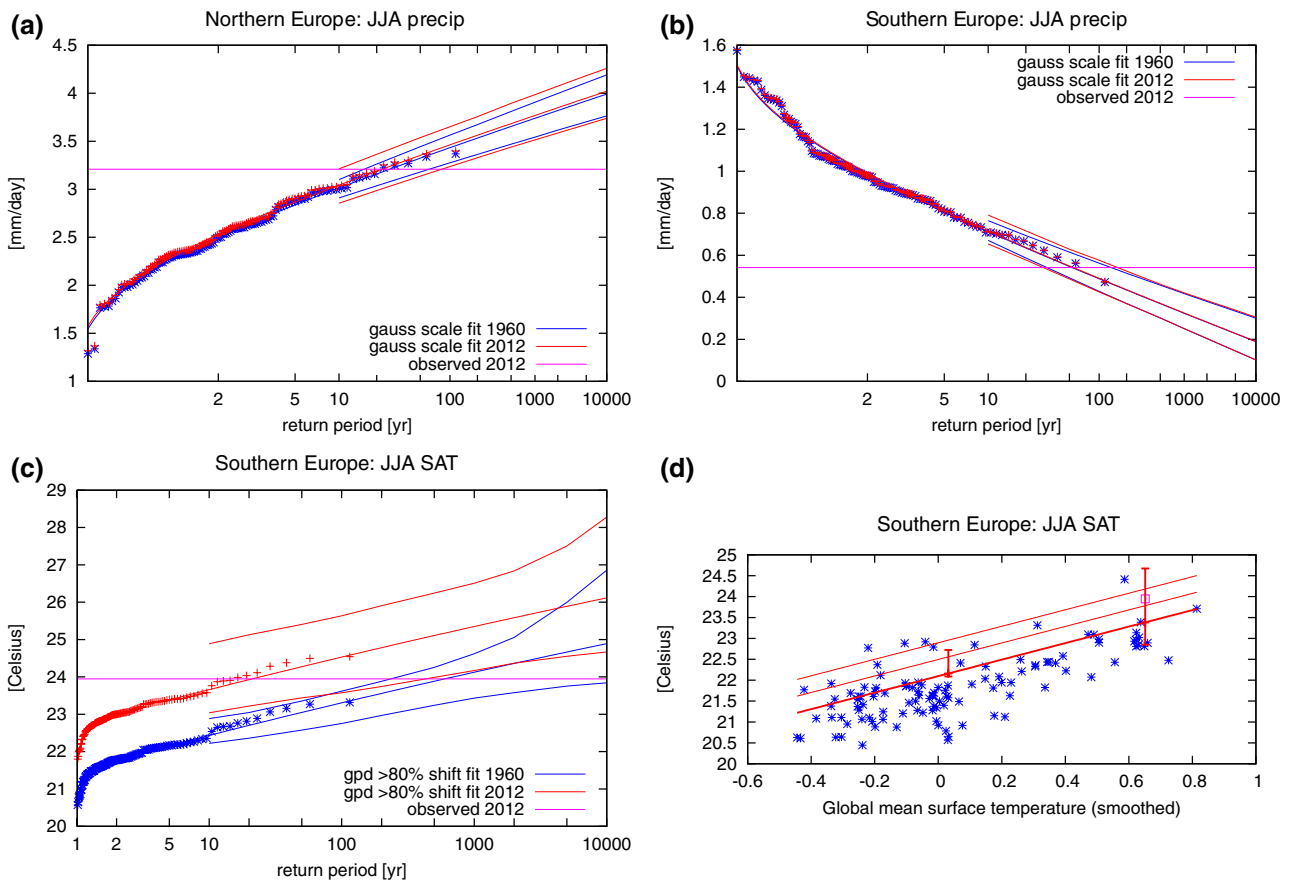 (a)
Northern Europe: JJA precip
4.5
4
3.5
3
2.5
2
1.5
1
[mm/day]
gauss scale fit 1960
gauss scale fit 2012
observed 2012
2 5 10 100 1000 10000
return period [yr]
(b)
Southern Europe: JJA precip
1.6
1.4
1.2
1
0.8
0.6
0.4
0.2
0
[mm/day]
gauss scale fit 1960
gauss scale fit 2012
observed 2012
2 5 10 100 1000 10000
return period [yr]
(c)
Southern Europe: JJA SAT
29
28
27
26
25
24
23
22
21
20
[Celsius]
gpd >80% shift fit 1960
gpd >80% shift fit 2012
observed 2012
1 2 5 10 100 1000 10000
return period [yr]
(d)
Southern Europe: JJA SAT
25
24.5
23.5
23
22.5
22
21.5
21
20.5
20
[Celsius]
-0.6 -0.4 -0.2 0 0.2 0.4 0.6 0.8 1
Global mean surface temperature (smoothed)